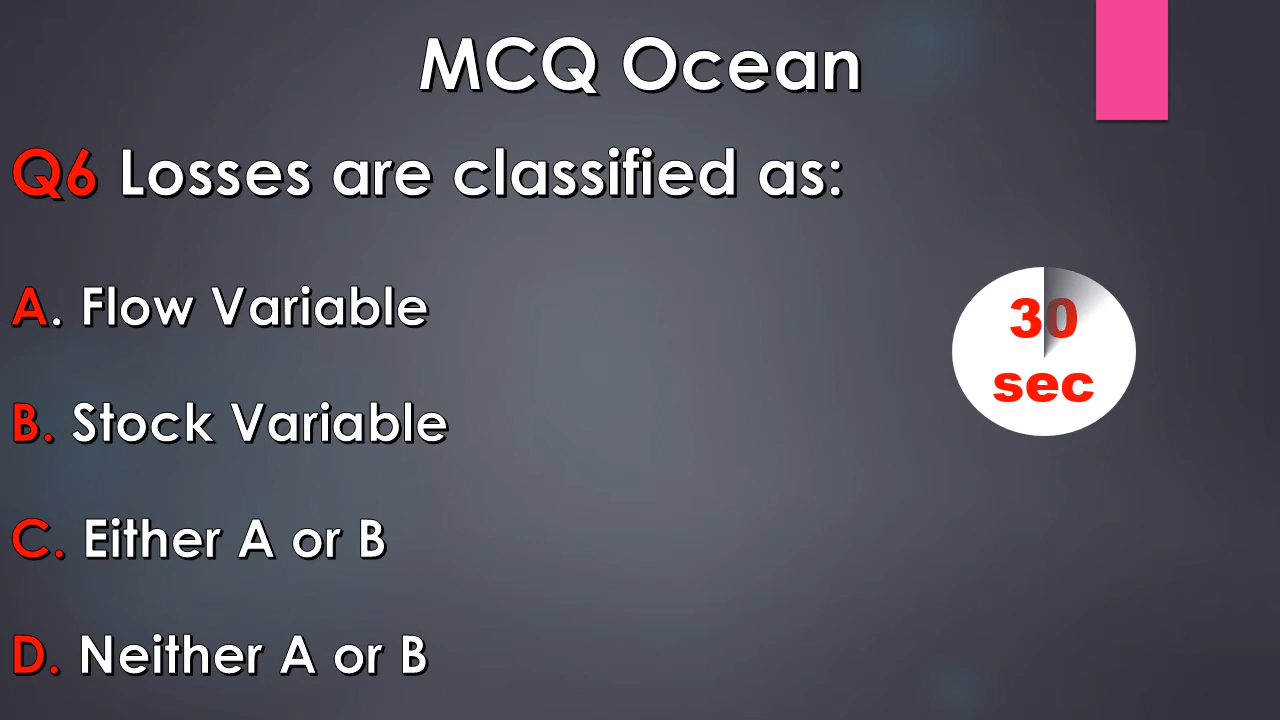 MCQ Ocean
Q6 Losses are classified as:
A. Flow Variable
30
sec
B. Stock Variable
C. Either A or B
D. Neither A or B